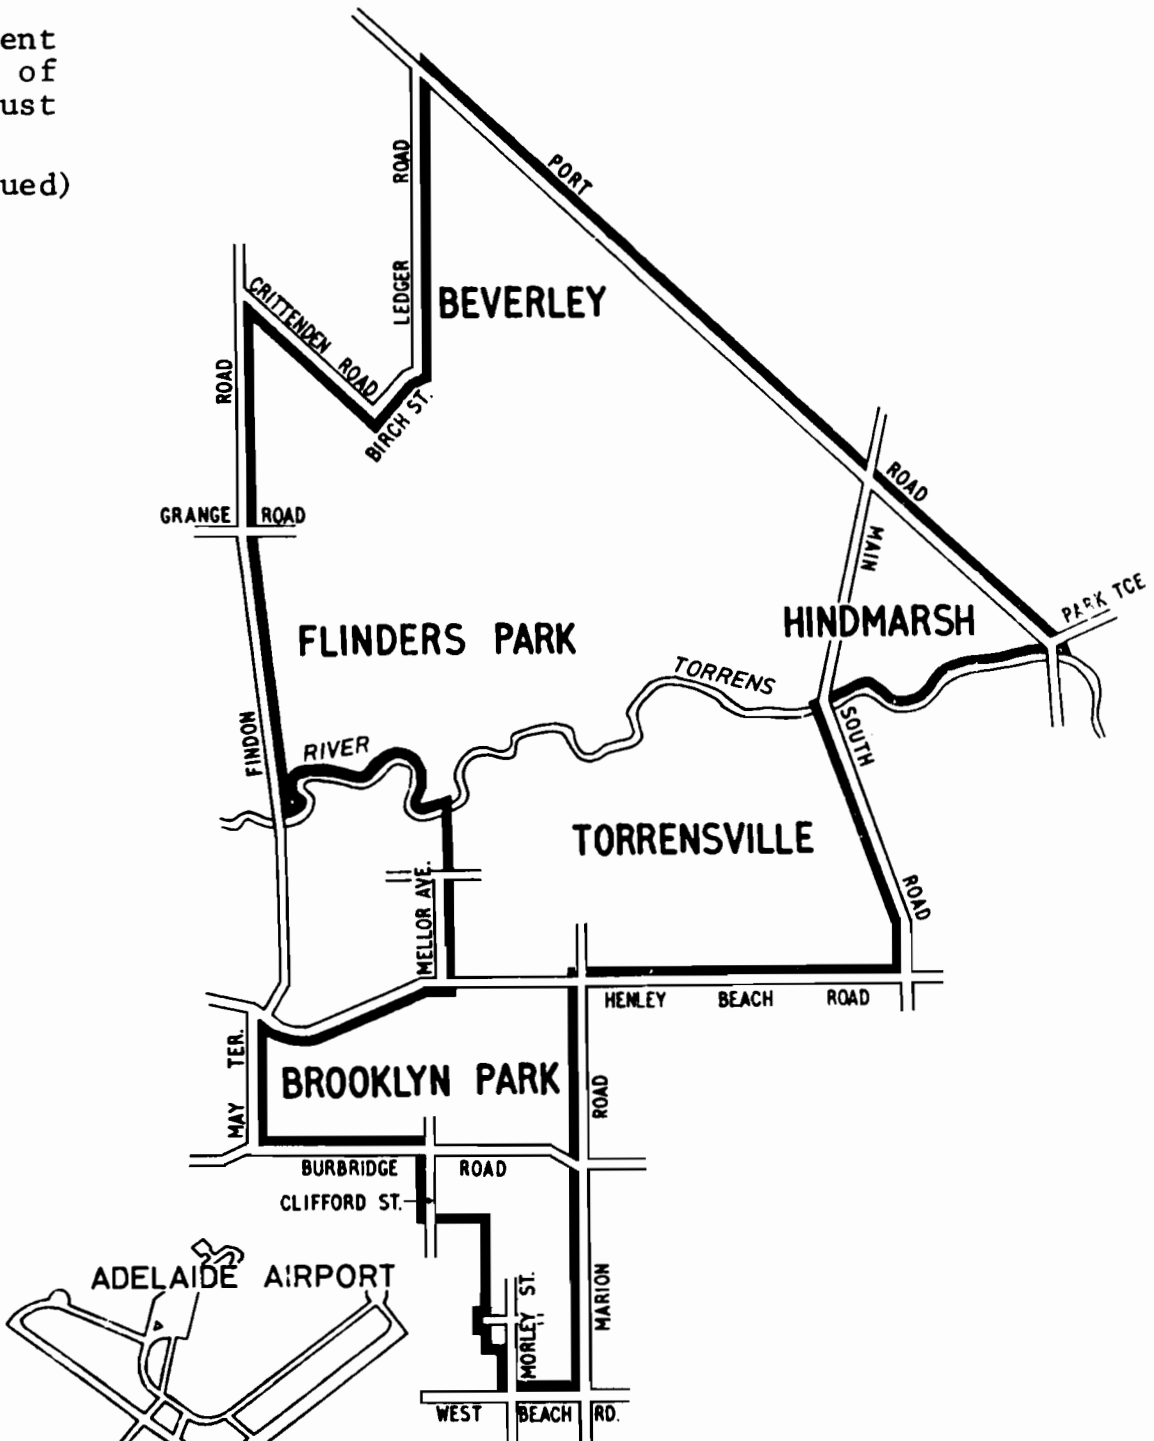 ent
of
ust
ued)
PORT
ROAD
LEDGER
CRITTENDEN ROAD
BEVERLEY
ROAD
BIRCH ST.
ROAD
GRANGE ROAD
MAIN
PARK TCE
HINDMARSH
FLINDERS PARK
TORRENS
SOUTH
FINDON
RIVER
TORRENSVILLE
MELLOR AVE.
ROAD
HENLEY BEACH ROAD
MAY TER.
BROOKLYN PARK
ROAD
BURBRIDGE ROAD
CLIFFORD ST.
ADELAIDE AIRPORT
MORLEY ST.
MARION
WEST BEACH RD.